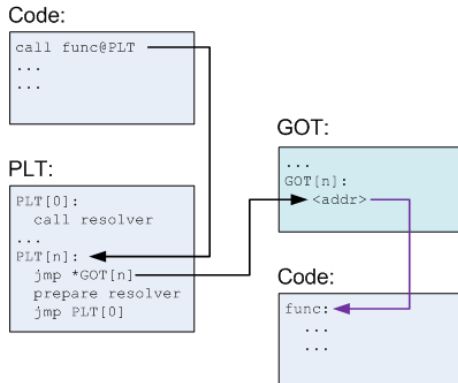 Code:
call func@PLT
...
...
PLT:
PLT[0]:
call resolver
...
PLT[n]:
jmp *GOT[n]
prepare resolver
jmp PLT[0]
GOT:
...
GOT[n]:
<addr>
Code:
func:
...
...